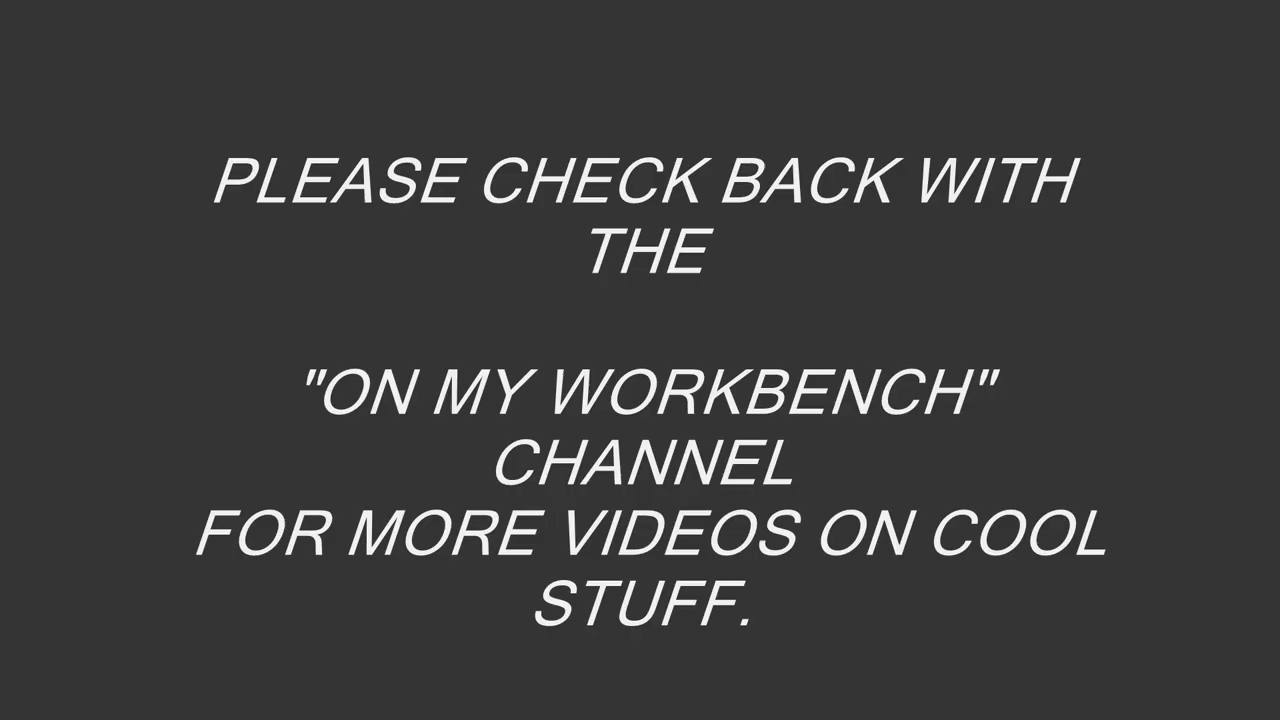 PLEASE CHECK BACK WITH
THE
"ON MY WORKBENCH"
CHANNEL
FOR MORE VIDEOS ON COOL
STUFF.